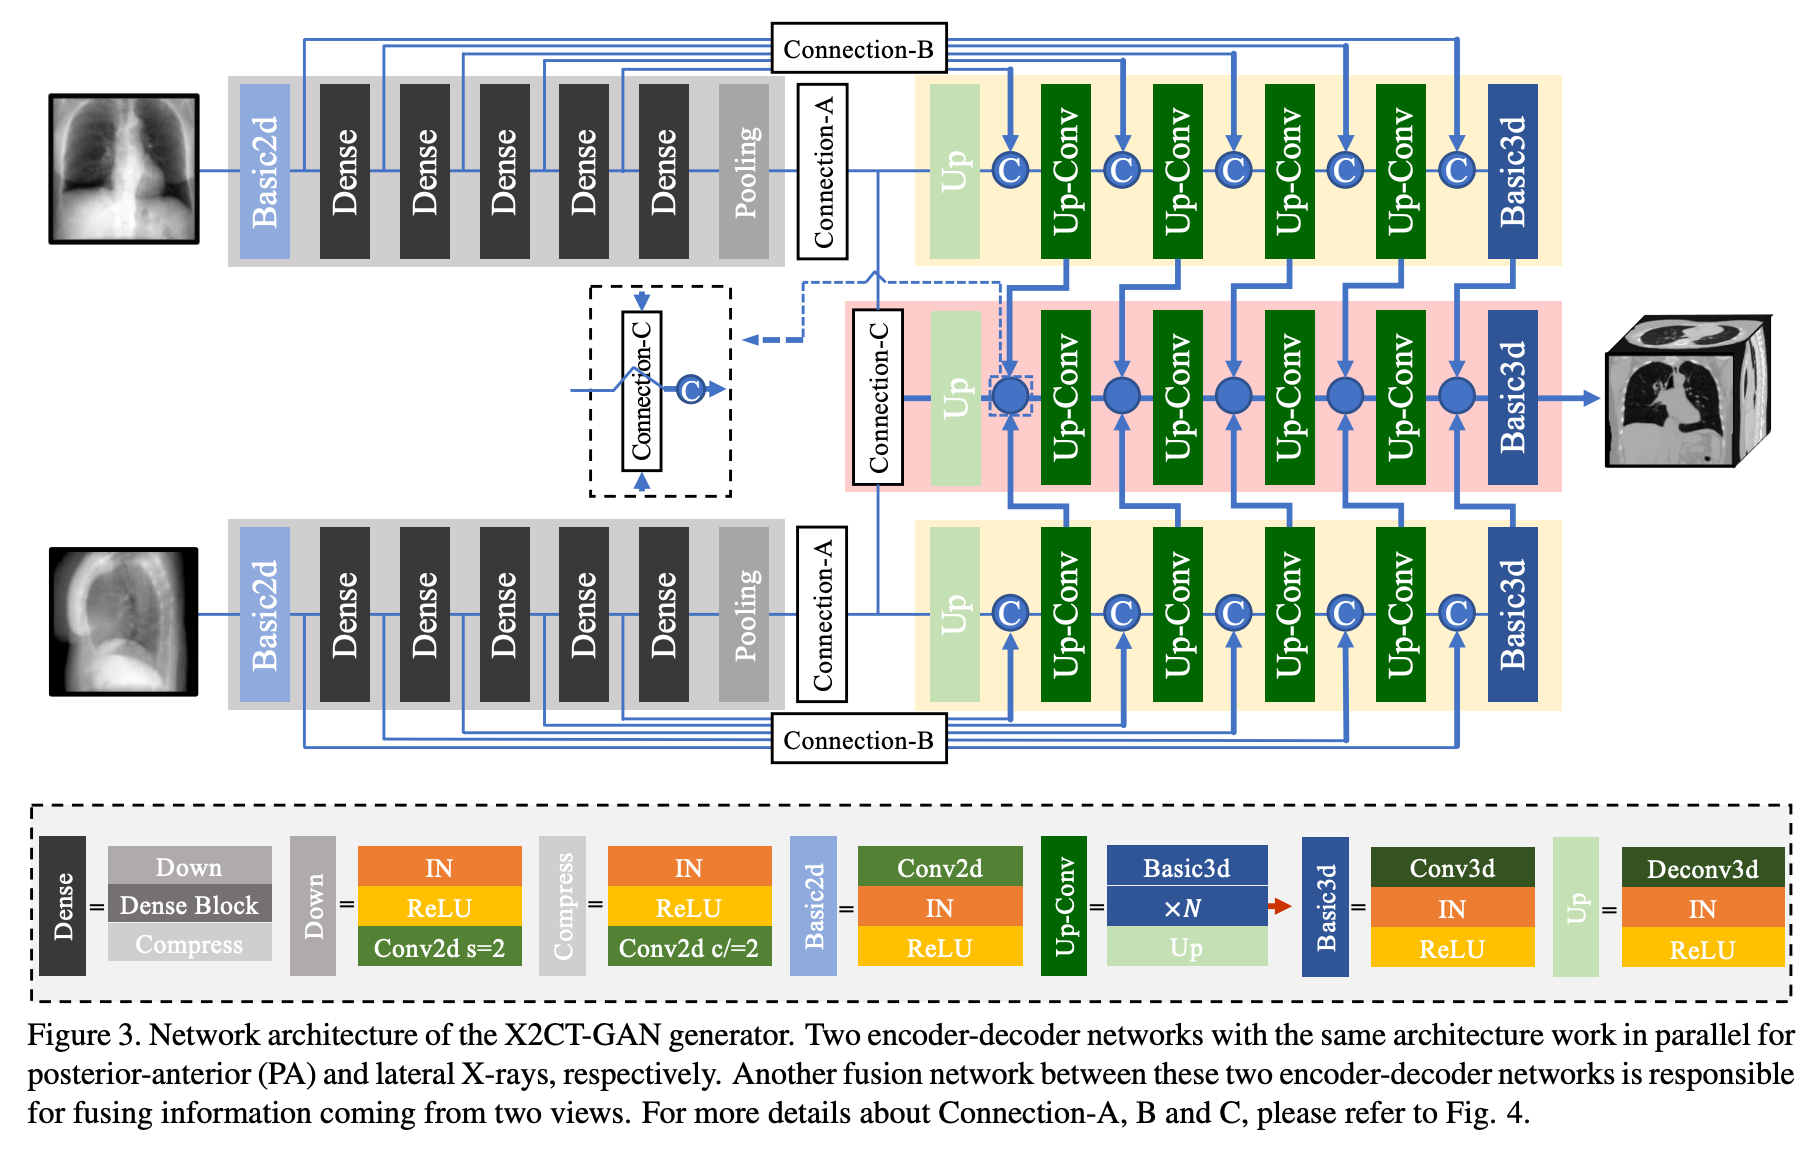 Connection-B
Basic2d
Dense
Dense
Dense
Dense
Dense
Pooling
Connection-A
Up
C
Up-Conv
C
Up-Conv
C
Up-Conv
C
Up-Conv
C
Basic3d
Connection-C
C
Connection-C
Up
Up-Conv
Up-Conv
Up-Conv
Up-Conv
Basic3d
Basic2d
Dense
Dense
Dense
Dense
Dense
Pooling
Connection-A
Up
C
Up-Conv
C
Up-Conv
C
Up-Conv
C
Up-Conv
C
Basic3d
Connection-B
Dense
=
Down
Dense Block
Compress
Down
=
IN
ReLU
Conv2d s=2
Compress
=
IN
ReLU
Conv2d c/=2
Basic2d
=
Conv2d
IN
ReLU
Up-Conv
=
Basic3d
×N
Up
Basic3d
=
Conv3d
IN
ReLU
Up
=
Deconv3d
IN
ReLU
Figure 3. Network architecture of the X2CT-GAN generator. Two encoder-decoder networks with the same architecture work in parallel for
posterior-anterior (PA) and lateral X-rays, respectively. Another fusion network between these two encoder-decoder networks is responsible
for fusing information coming from two views. For more details about Connection-A, B and C, please refer to Fig. 4.